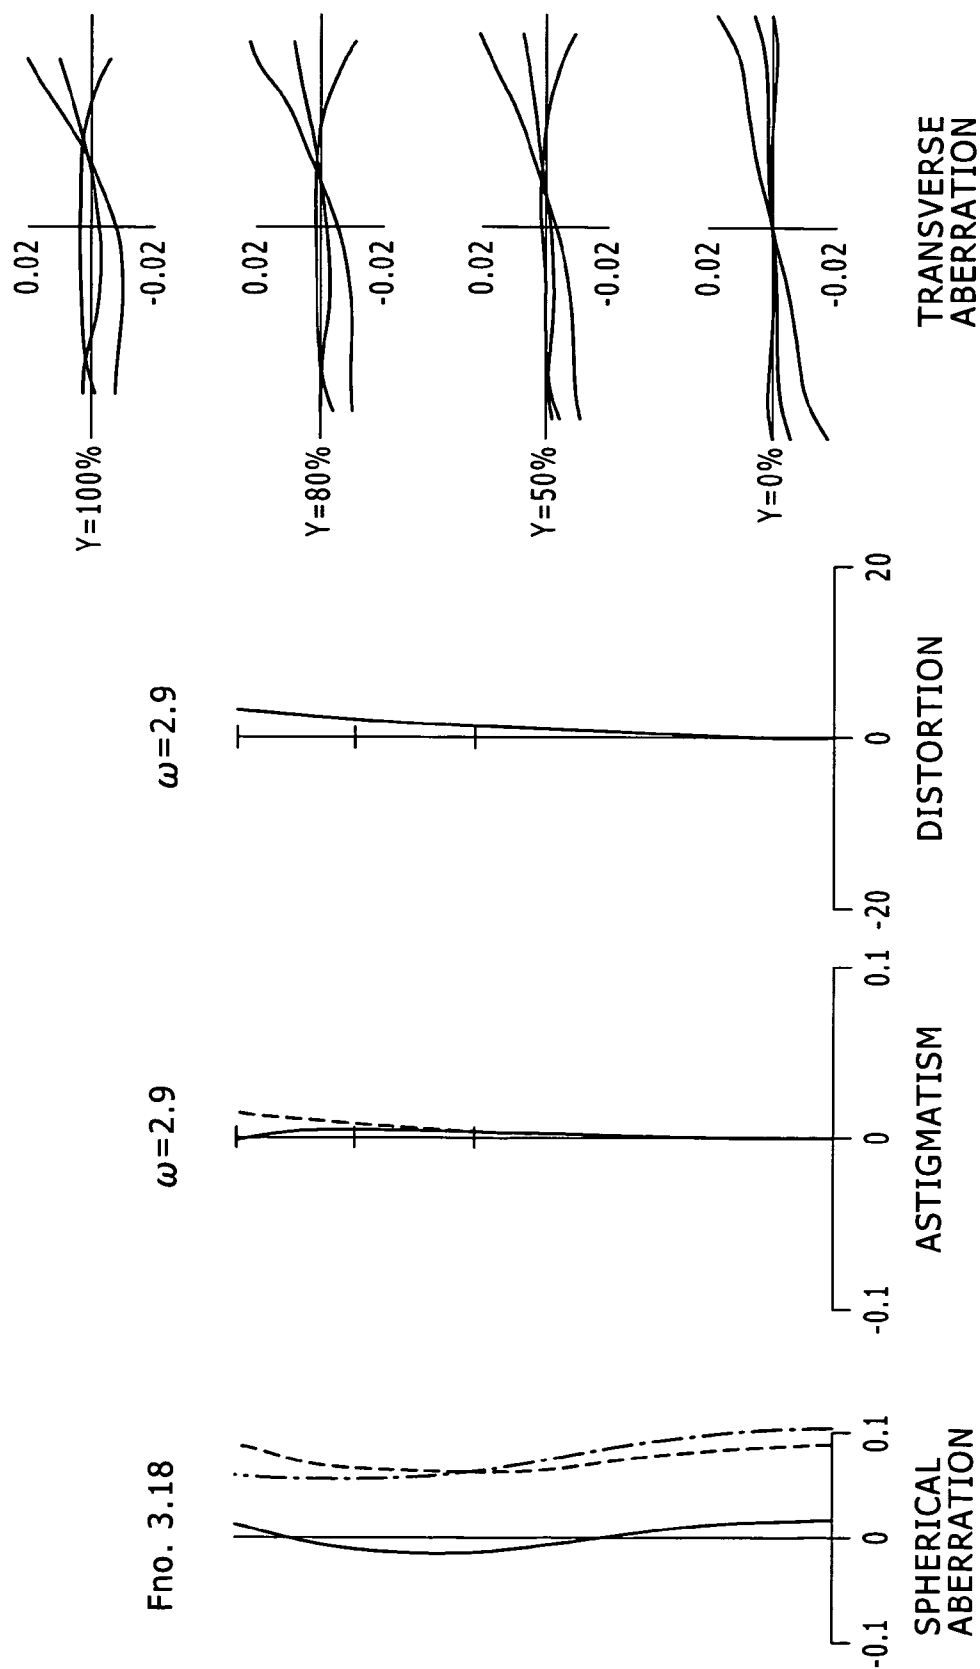 Fno. 3.18
-0.1
0
0.1
SPHERICAL
ABERRATION
ω=2.9
-0.1
0
0.1
ASTIGMATISM
ω=2.9
-20
0
20
DISTORTION
Y=100%
0.02
-0.02
Y=80%
0.02
-0.02
Y=50%
0.02
-0.02
Y=0%
0.02
-0.02
TRANSVERSE
ABERRATION